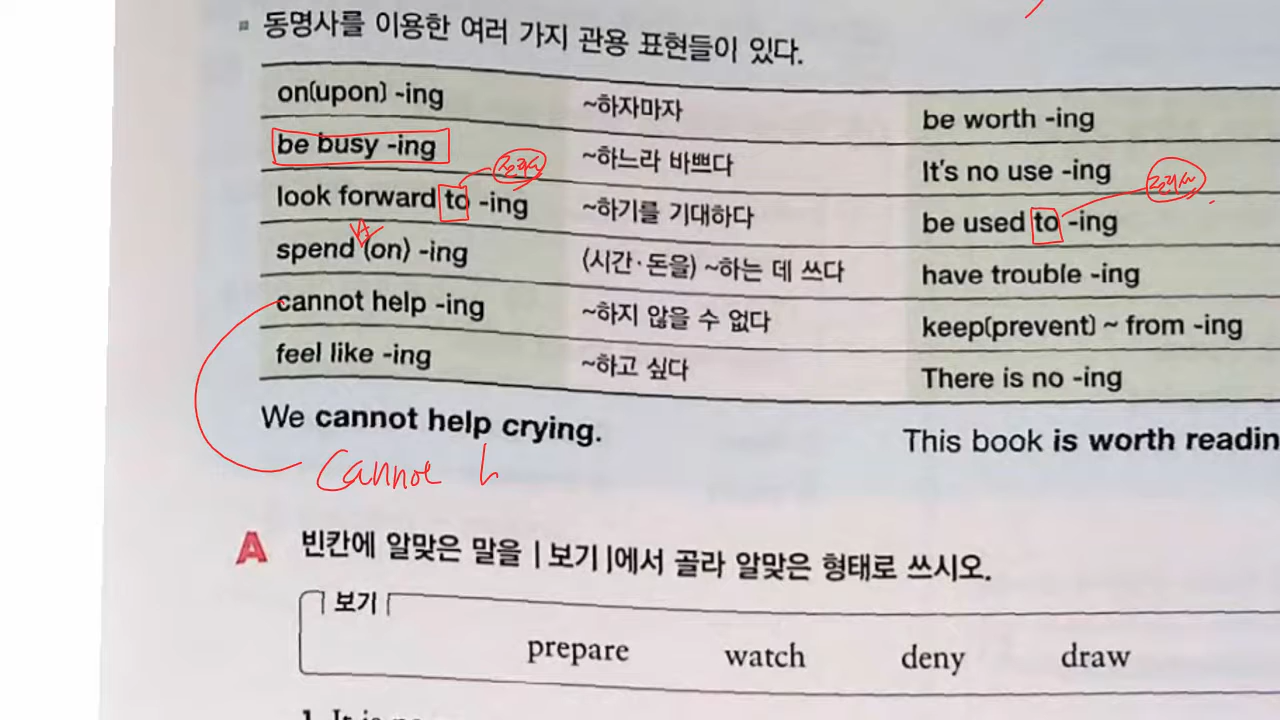 동명사를 이용한 여러 가지 관용 표현들이 있다.
on(upon) -ing ~하자마자 be worth -ing
be busy -ing ~하느라 바쁘다 It's no use -ing
look forward to -ing ~하기를 기대하다 be used to -ing
spend (on) -ing (시간·돈을) ~하는 데 쓰다 have trouble -ing
cannot help -ing ~하지 않을 수 없다 keep(prevent) ~ from -ing
feel like -ing ~하고 싶다 There is no -ing
We cannot help crying. This book is worth readin
Cannot h
A 빈칸에 알맞은 말을 |보기|에서 골라 알맞은 형태로 쓰시오.
보기
prepare watch deny draw
1. It is